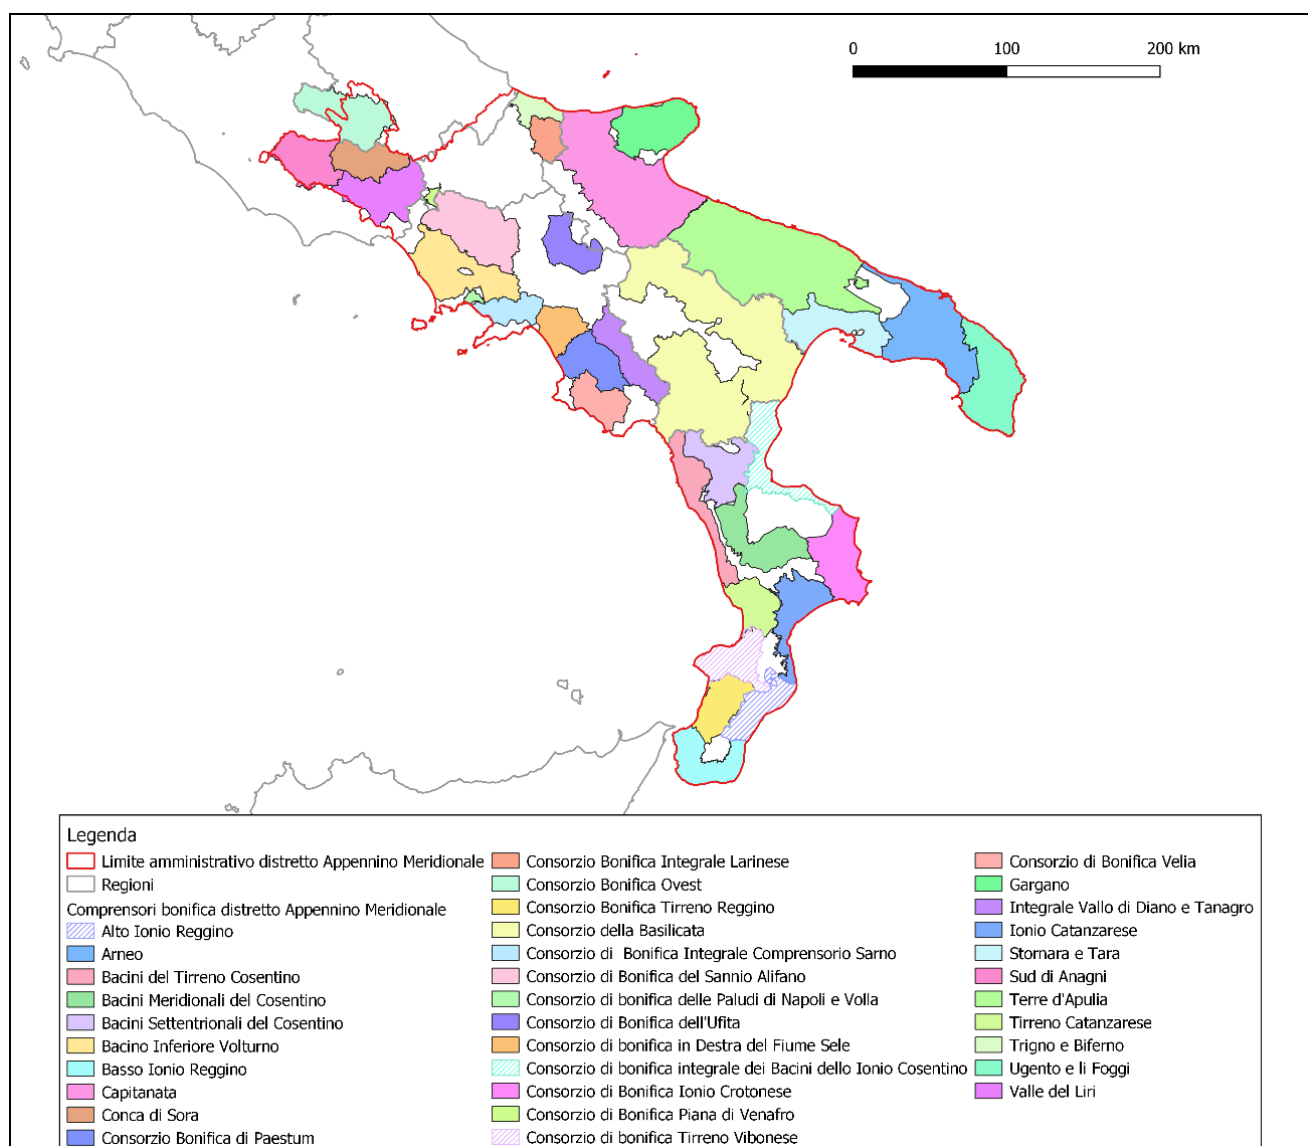 0 100 200 km
Legenda
Limite amministrativo distretto Appennino Meridionale
Regioni
Comprensori bonifica distretto Appennino Meridionale
Alto Ionio Reggino
Arneo
Bacini del Tirreno Cosentino
Bacini Meridionali del Cosentino
Bacini Settentrionali del Cosentino
Bacino Inferiore Volturno
Basso Ionio Reggino
Capitanata
Conca di Sora
Consorzio Bonifica di Paestum
Consorzio Bonifica Integrale Larinese
Consorzio Bonifica Ovest
Consorzio Bonifica Tirreno Reggino
Consorzio della Basilicata
Consorzio di Bonifica Integrale Comprensorio Sarno
Consorzio di Bonifica del Sannio Alifano
Consorzio di bonifica delle Paludi di Napoli e Volla
Consorzio di Bonifica dell'Ufita
Consorzio di bonifica in Destra del Fiume Sele
Consorzio di bonifica integrale dei Bacini dello Ionio Cosentino
Consorzio di Bonifica Ionio Crotonese
Consorzio di Bonifica Piana di Venafro
Consorzio di bonifica Tirreno Vibonese
Consorzio di Bonifica Velia
Gargano
Integrale Vallo di Diano e Tanagro
Ionio Catanzarese
Stornara e Tara
Sud di Anagni
Terre d'Apulia
Tirreno Catanzarese
Trigno e Biferno
Ugento e li Foggi
Valle del Liri